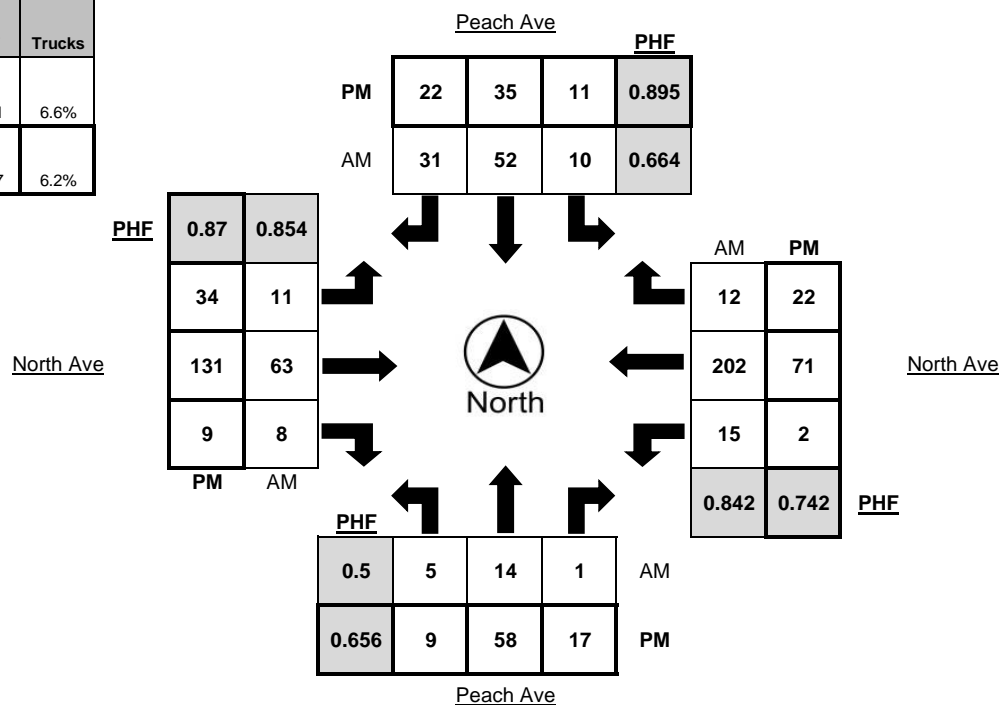 Peach Ave
Trucks
PHF
PM 22 35 11 0.895
6.6%
AM 31 52 10 0.664
7 6.2%
PHF 0.87 0.854
AM PM
34 11 12 22
North Ave 131 63 202 71 North Ave
North
9 8 15 2
PM AM
0.842 0.742 PHF
PHF
0.5 5 14 1 AM
0.656 9 58 17 PM
Peach Ave